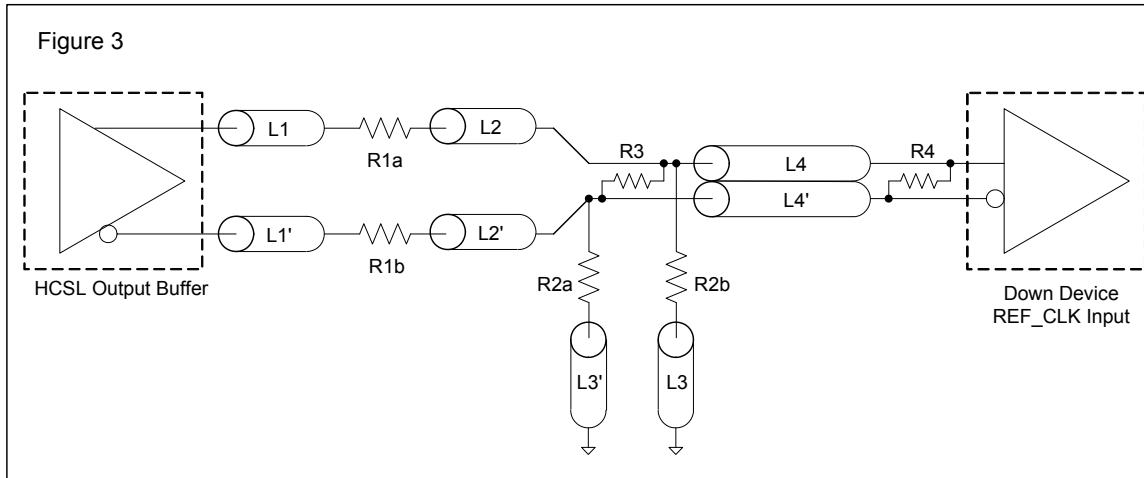 Figure 3
L1
R1a
L2
R3
L4
R4
L4'
L1'
R1b
L2'
R2a
R2b
HCSL Output Buffer
Down Device
REF_CLK Input
L3'
L3